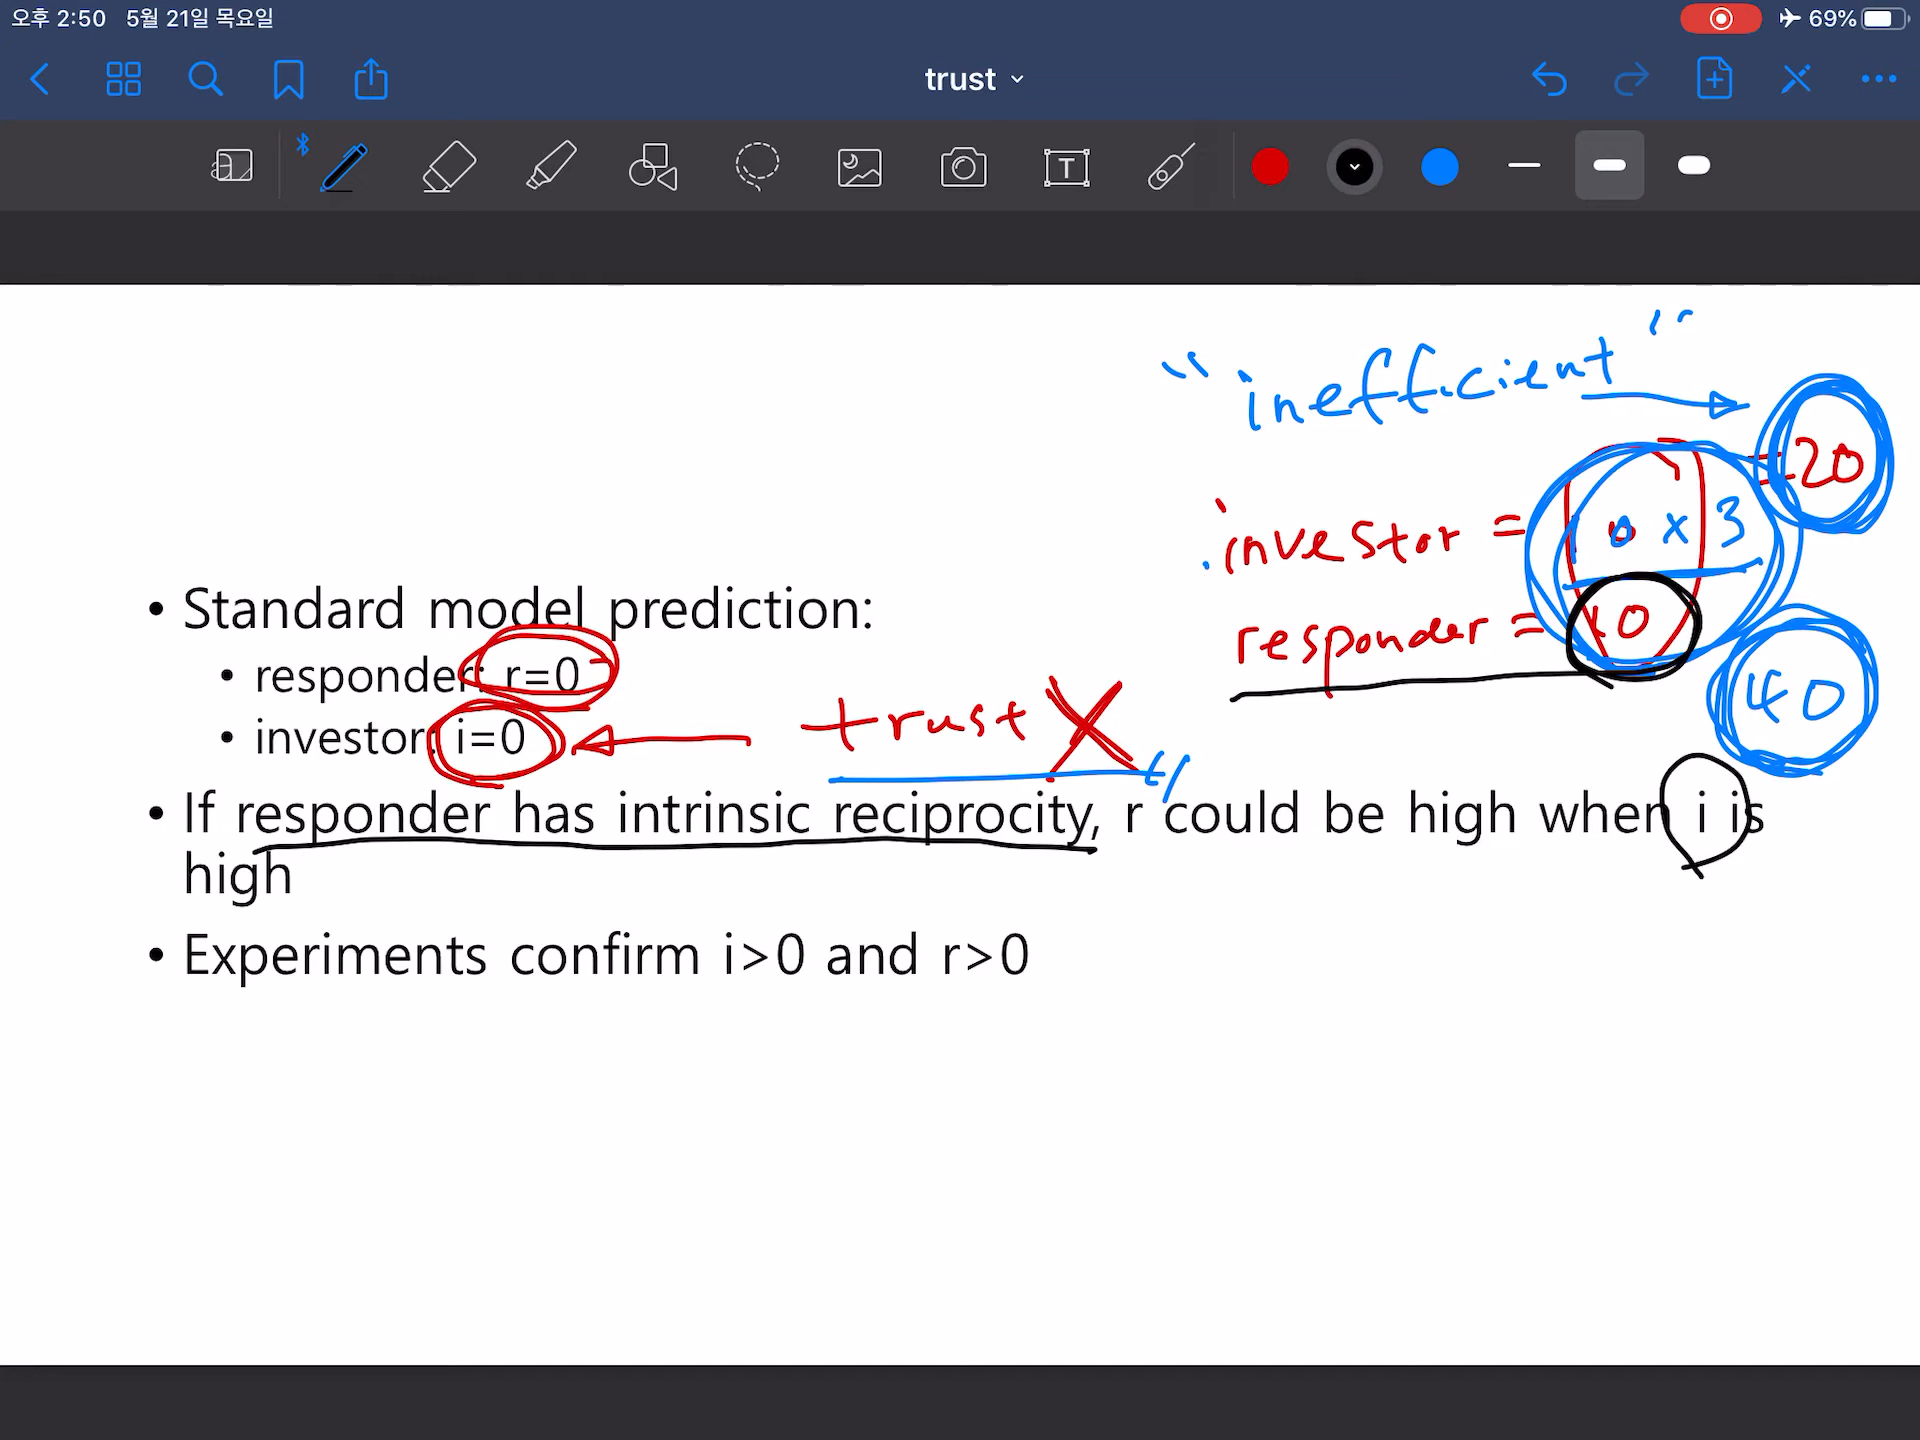 오후 2:50 5월 21일 목요일
69%
trust
T
"inefficient"
= 20
investor = 10 x 3
responder = 10
40
• Standard model prediction:
• responder: r=0
• investor: i=0
trust X
• If responder has intrinsic reciprocity, r could be high when i is
high
• Experiments confirm i>0 and r>0